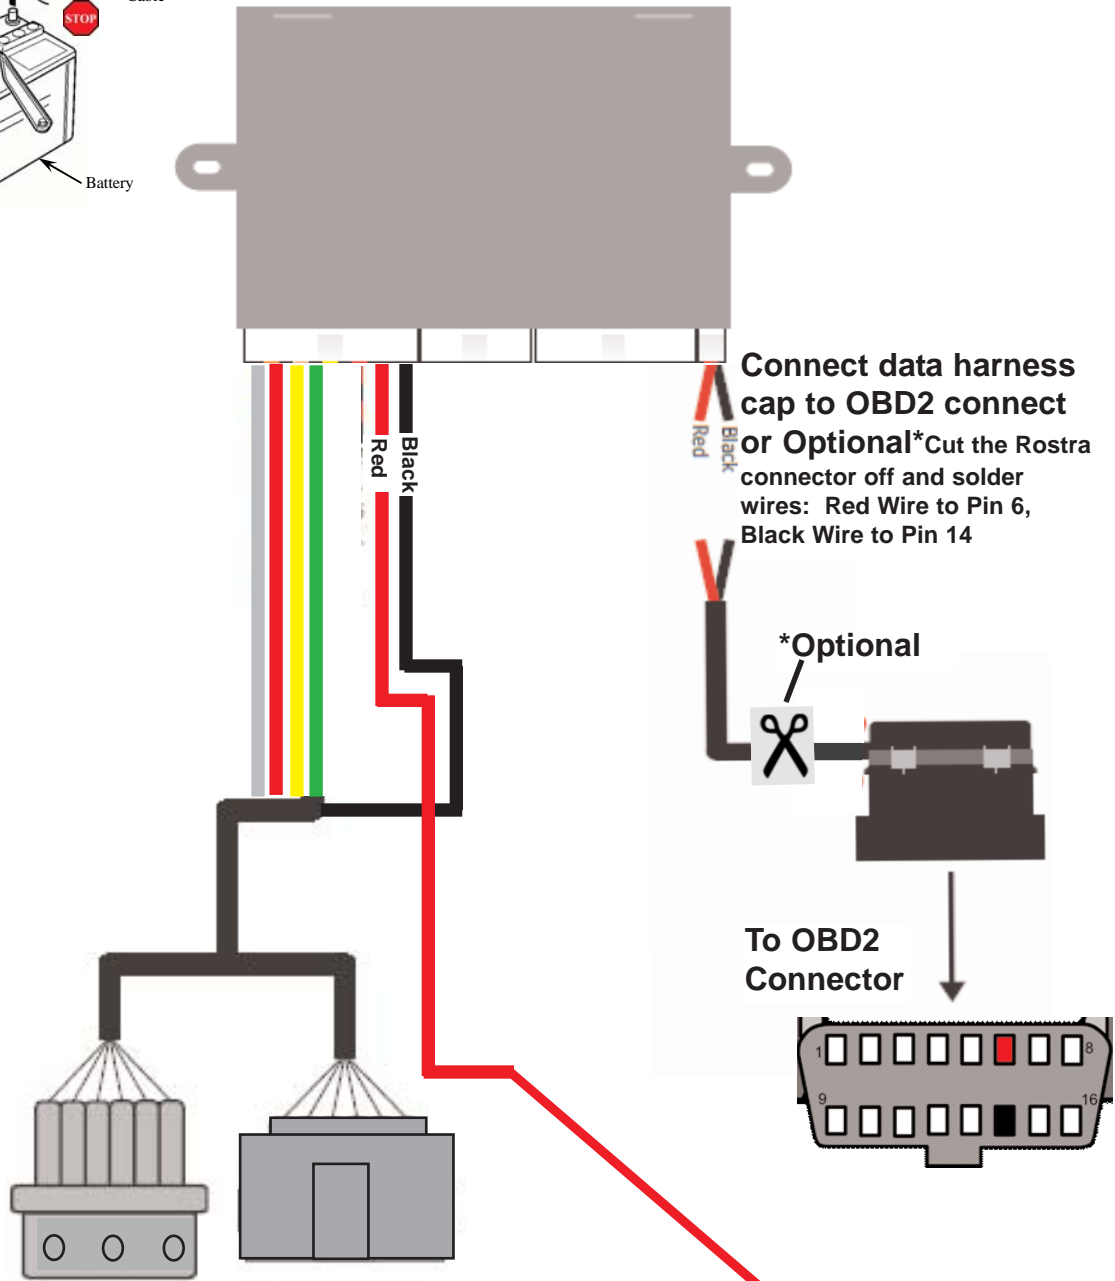 STOP
Battery
Connect data harness
cap to OBD2 connect
or Optional*Cut the Rostra
connector off and solder
wires: Red Wire to Pin 6,
Black Wire to Pin 14
Red
Black
Red
Black
*Optional
To OBD2
Connector
1
8
9
16